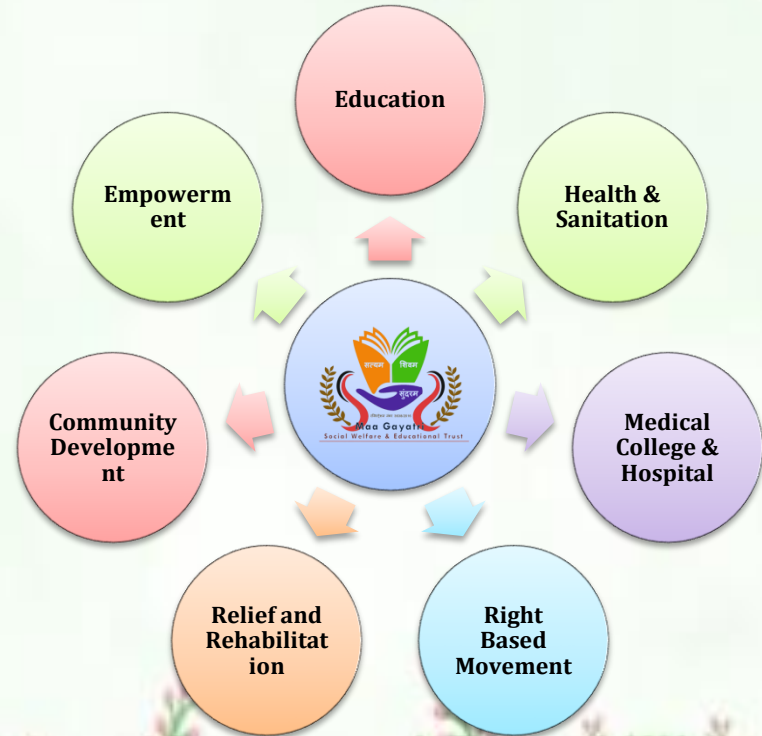 Education
Health &
Sanitation
Medical
College &
Hospital
Right
Based
Movement
Relief and
Rehabilitat
ion
Community
Developme
nt
Empowerm
ent
सत्यम
शिवम
सुंदरम
Maa Gayatri
Social Welfare & Educational Trust